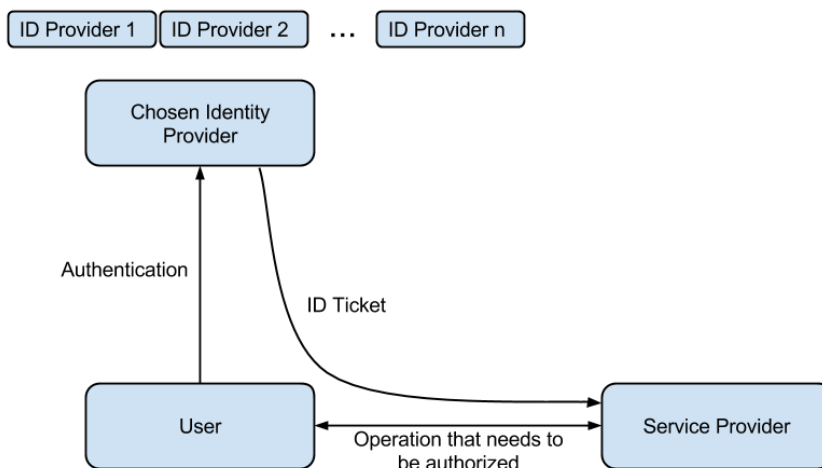 ID Provider 1
ID Provider 2
...
ID Provider n
Chosen Identity
Provider
Authentication
ID Ticket
User
Operation that needs to
be authorized
Service Provider